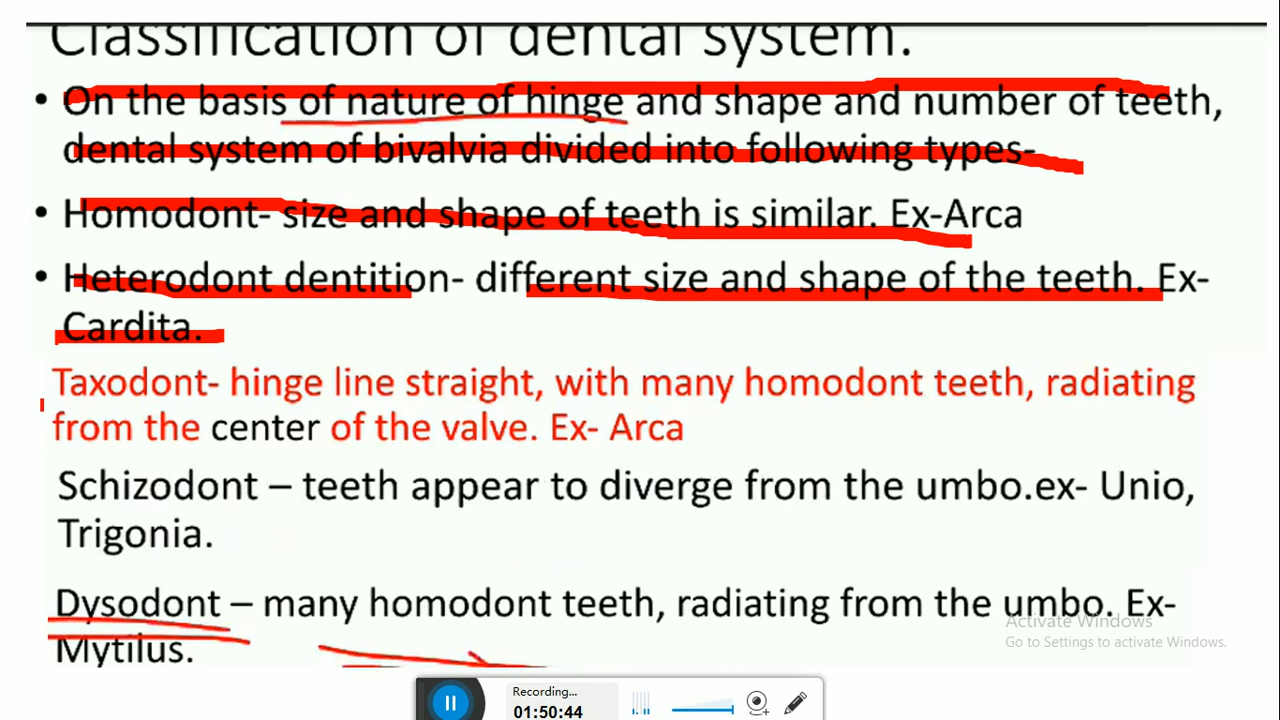 Classification of dental system.
• On the basis of nature of hinge and shape and number of teeth,
dental system of bivalvia divided into following types-
• Homodont- size and shape of teeth is similar. Ex-Arca
• Heterodont dentition- different size and shape of the teeth. Ex-
Cardita.
Taxodont- hinge line straight, with many homodont teeth, radiating
from the center of the valve. Ex- Arca
Schizodont – teeth appear to diverge from the umbo.ex- Unio,
Trigonia.
Dysodont – many homodont teeth, radiating from the umbo. Ex-
Mytilus.
Activate Windows
Go to Settings to activate Windows.
Recording...
01:50:44